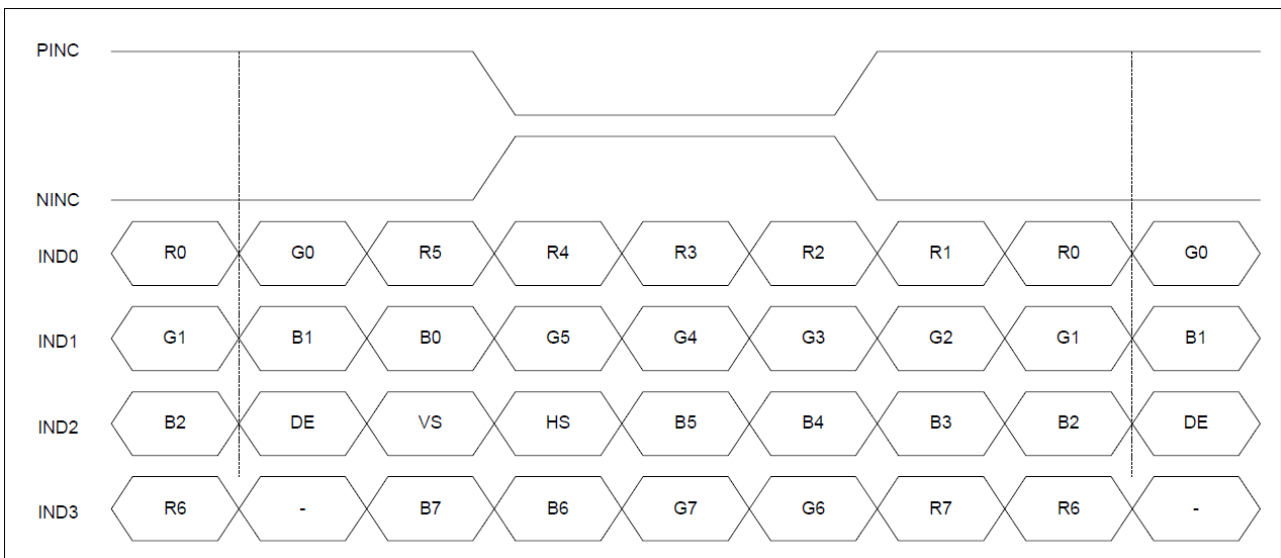 PINC
NINC
IND0 R0 G0 R5 R4 R3 R2 R1 R0 G0
IND1 G1 B1 B0 G5 G4 G3 G2 G1 B1
IND2 B2 DE VS HS B5 B4 B3 B2 DE
IND3 R6 - B7 B6 G7 G6 R7 R6 -